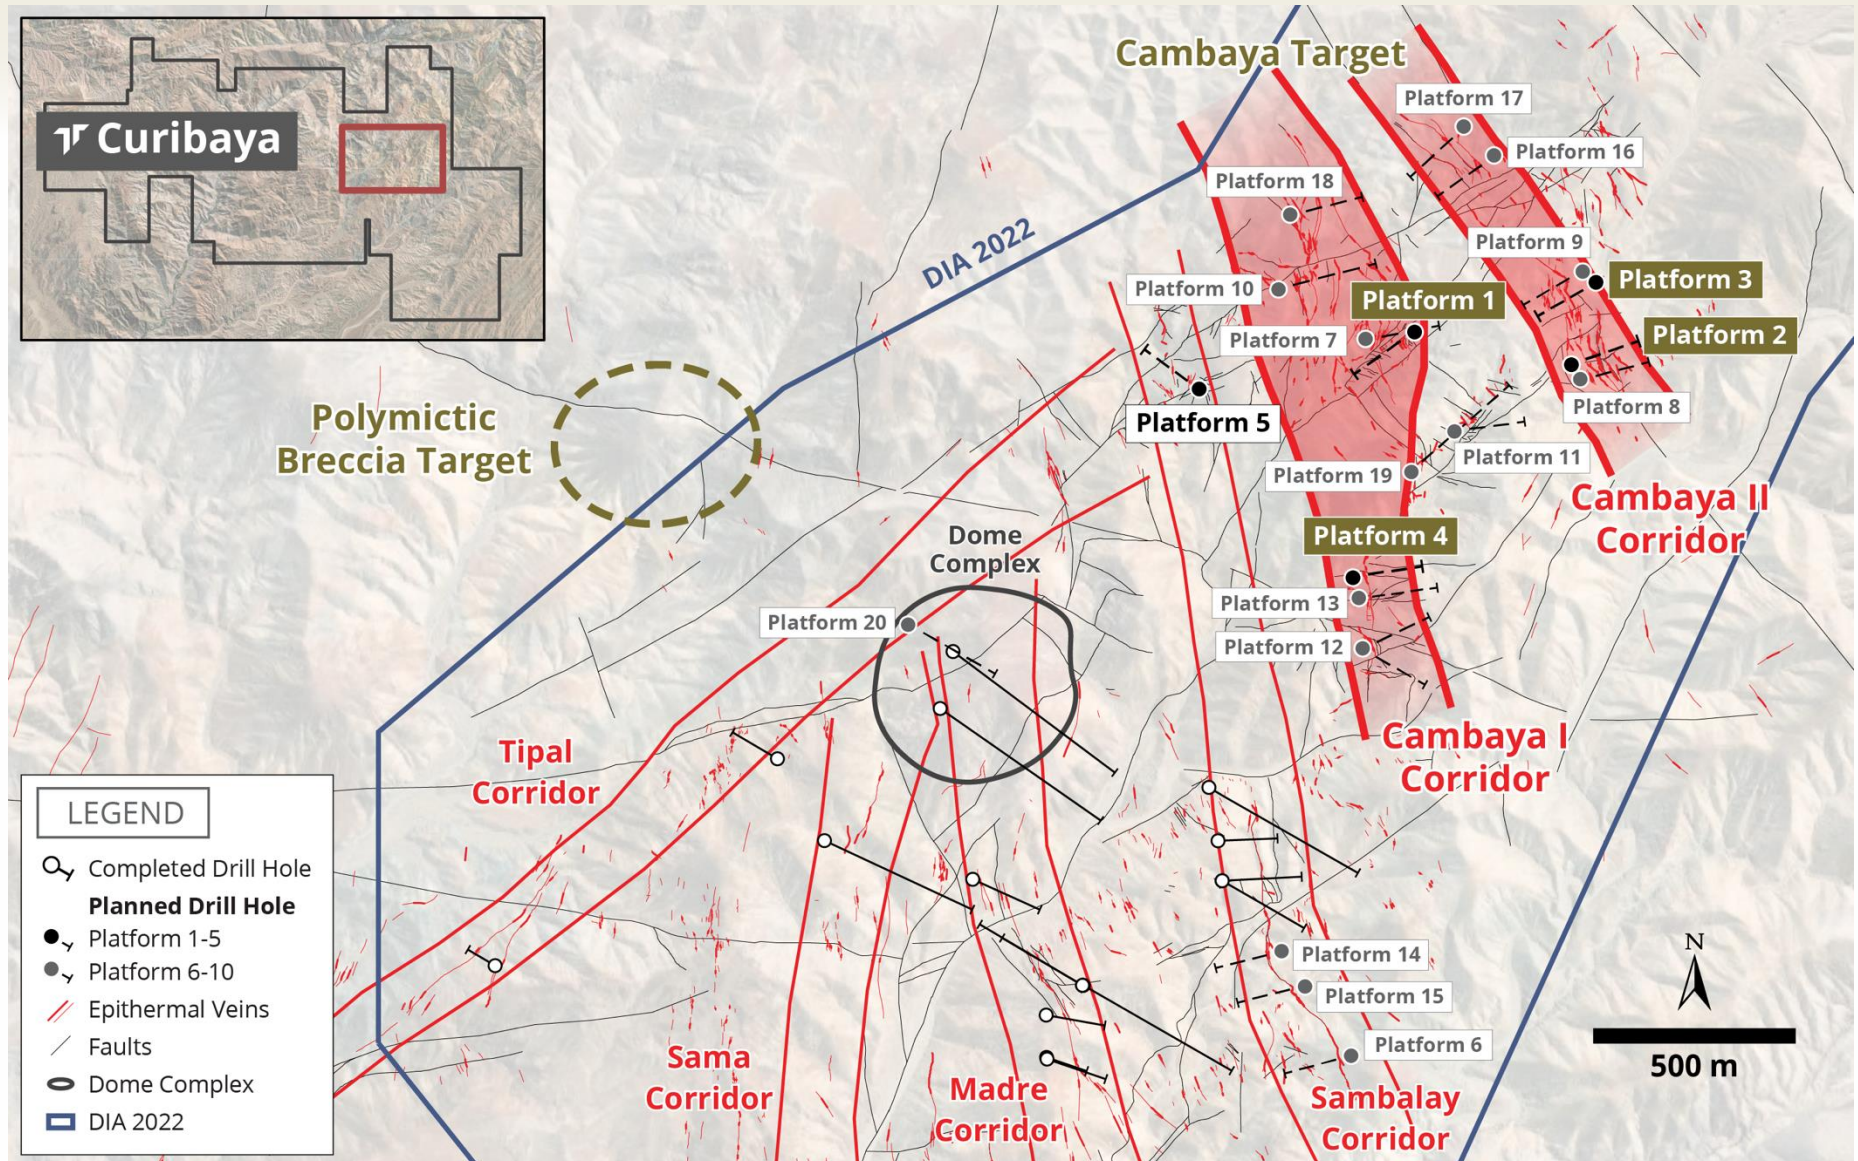 Curibaya
Cambaya Target
Platform 17
Platform 16
Platform 18
DIA 2022
Platform 9
Platform 3
Platform 10
Platform 1
Platform 2
Platform 7
Platform 8
Platform 5
Polymictic
Breccia Target
Platform 11
Platform 19
Cambaya II
Corridor
Platform 4
Dome
Complex
Platform 13
Platform 20
Platform 12
Cambaya I
Corridor
Tipal
Corridor
LEGEND
Completed Drill Hole
Planned Drill Hole
Platform 1-5
Platform 6-10
Epithermal Veins
Faults
Dome Complex
DIA 2022
Platform 14
Platform 15
Platform 6
Sama
Corridor
Madre
Corridor
Sambalay
Corridor
N
500 m